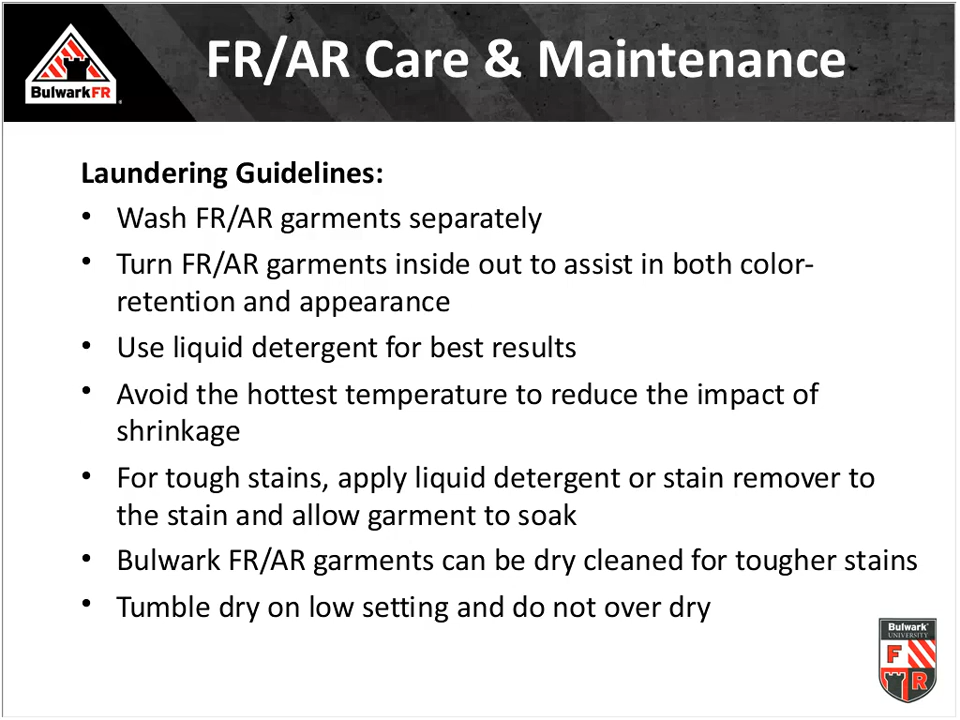 BulwarkFR®
FR/AR Care & Maintenance
Laundering Guidelines:
• Wash FR/AR garments separately
• Turn FR/AR garments inside out to assist in both color-
retention and appearance
• Use liquid detergent for best results
• Avoid the hottest temperature to reduce the impact of
shrinkage
• For tough stains, apply liquid detergent or stain remover to
the stain and allow garment to soak
• Bulwark FR/AR garments can be dry cleaned for tougher stains
• Tumble dry on low setting and do not over dry
Bulwark®
UNIVERSITY
F
R